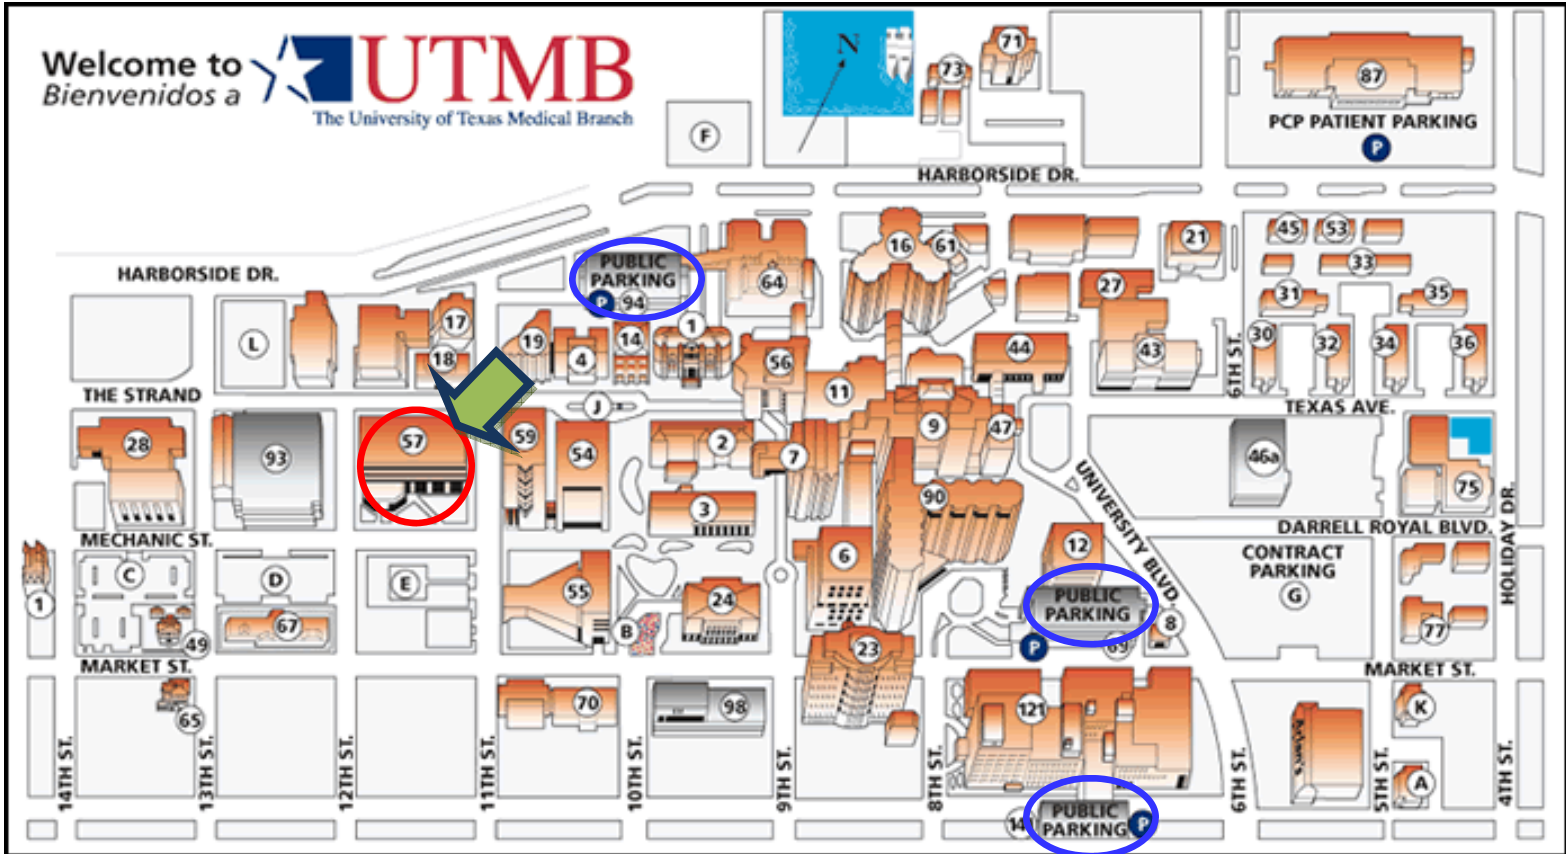 Welcome to
Bienvenidos a
UTMB
The University of Texas Medical Branch
N
71
73
87
PCP PATIENT PARKING
P
F
HARBORSIDE DR.
45
53
16
61
21
33
PUBLIC
PARKING
P
94
64
HARBORSIDE DR.
27
31
35
17
L
19
4
14
1
18
56
44
43
6TH ST.
30
32
34
36
11
THE STRAND
J
TEXAS AVE.
28
93
57
59
54
2
7
9
47
46a
75
90
3
UNIVERSITY BLVD.
DARRELL ROYAL BLVD.
HOLIDAY DR.
MECHANIC ST.
6
12
CONTRACT
PARKING
G
C
D
E
55
24
1
PUBLIC
PARKING
P
69
8
67
B
49
23
77
MARKET ST.
MARKET ST.
65
70
98
121
K
A
14TH ST.
13TH ST.
12TH ST.
11TH ST.
10TH ST.
9TH ST.
8TH ST.
6TH ST.
5TH ST.
4TH ST.
PUBLIC
PARKING
P